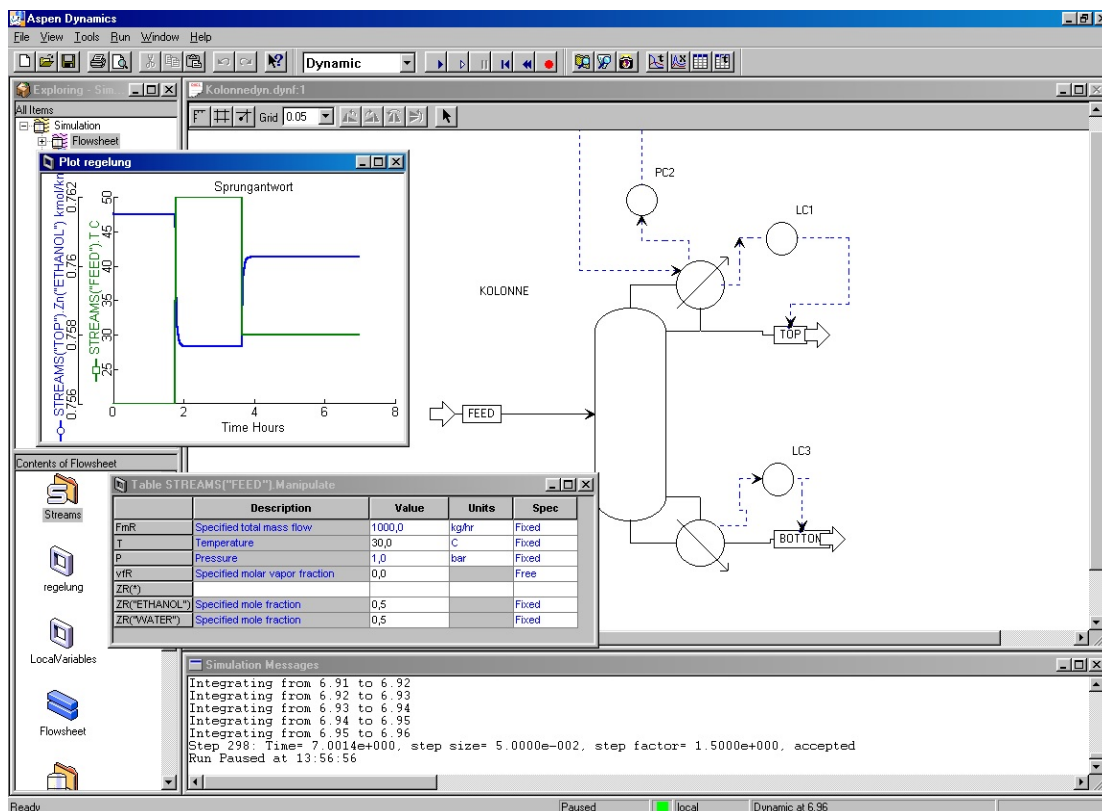 Aspen Dynamics
File View Tools Run Window Help
Dynamic
Exploring - Sim...
All Items
Simulation
Flowsheet
Kolonnedyn.dynf:1
Grid 0.05
Plot regelung
Sprungantwort
STREAMS("TOP").Zn("ETHANOL") kmol/km
0.756 0.758 0.76 0.762
STREAMS("FEED").T C
25 30 35 40 45 50
0 2 4 6 8
Time Hours
PC2
LC1
KOLONNE
TOP
FEED
LC3
BOTTON
Contents of Flowsheet
Streams
regelung
LocalVariables
Flowsheet
Table STREAMS("FEED").Manipulate
Description Value Units Spec
FmR Specified total mass flow 1000,0 kg/hr Fixed
T Temperature 30,0 C Fixed
P Pressure 1,0 bar Fixed
vfR Specified molar vapor fraction 0,0 Free
ZR(*)
ZR("ETHANOL") Specified mole fraction 0,5 Fixed
ZR("WATER") Specified mole fraction 0,5 Fixed
Simulation Messages
Integrating from 6.91 to 6.92
Integrating from 6.92 to 6.93
Integrating from 6.93 to 6.94
Integrating from 6.94 to 6.95
Integrating from 6.95 to 6.96
Step 298: Time= 7.0014e+000, step size= 5.0000e-002, step factor= 1.5000e+000, accepted
Run Paused at 13:56:56
Ready Paused local Dynamic at 6.96